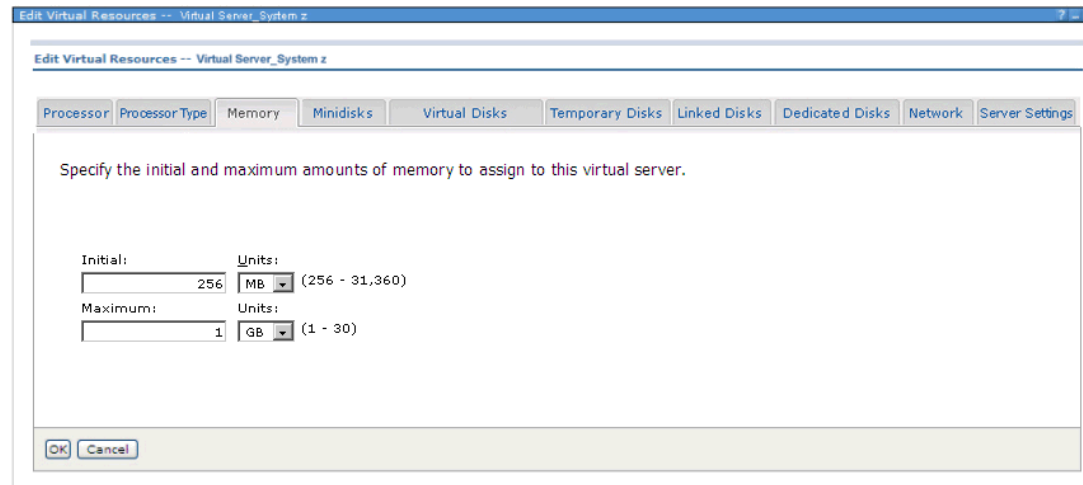 Edit Virtual Resources -- Virtual Server_System z ? –
Edit Virtual Resources -- Virtual Server_System z
Processor Processor Type Memory Minidisks Virtual Disks Temporary Disks Linked Disks Dedicated Disks Network Server Settings
Specify the initial and maximum amounts of memory to assign to this virtual server.
Initial: Units:
256 MB (256 - 31,360)
Maximum: Units:
1 GB (1 - 30)
OK Cancel